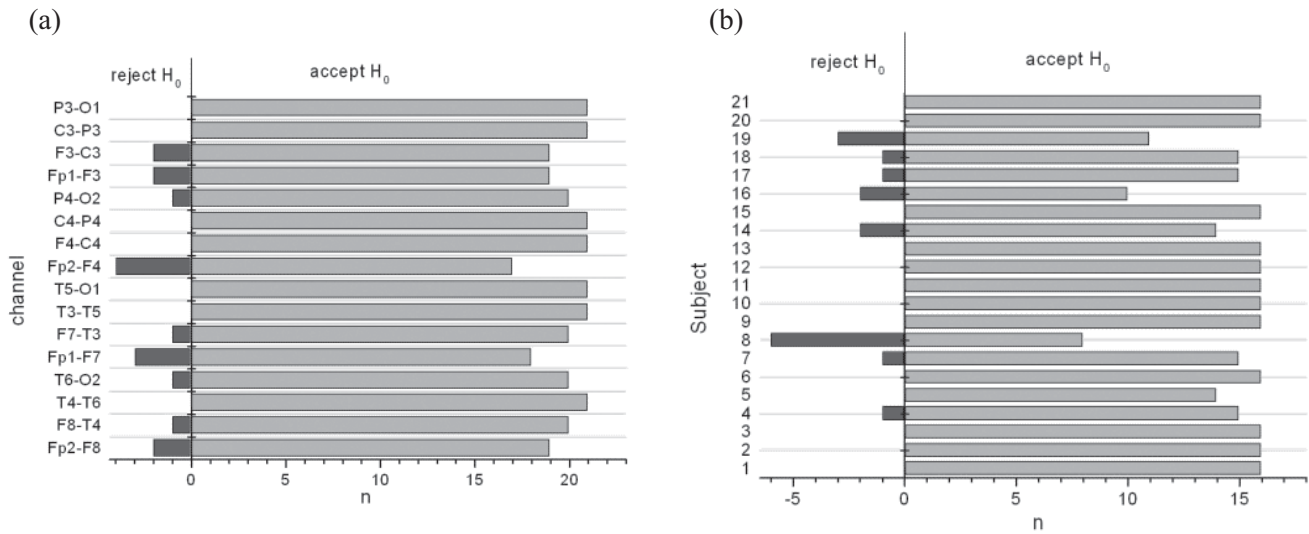 (a)
reject H0
accept H0
P3-O1
C3-P3
F3-C3
Fp1-F3
P4-O2
C4-P4
F4-C4
Fp2-F4
T5-O1
T3-T5
F7-T3
Fp1-F7
T6-O2
T4-T6
F8-T4
Fp2-F8
channel
0
5
10
15
20
n
(b)
reject H0
accept H0
21
20
19
18
17
16
15
14
13
12
11
10
9
8
7
6
5
4
3
2
1
Subject
-5
0
5
10
15
n